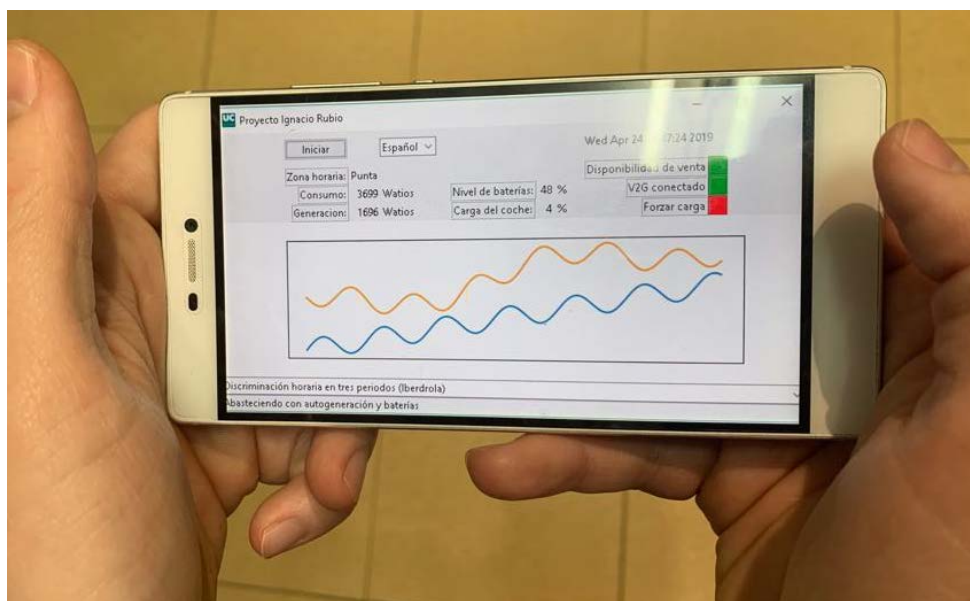 UC Proyecto Ignacio Rubio
Iniciar Español
Wed Apr 24 7:24 2019
Zona horaria: Punta
Disponibilidad de venta
Consumo: 3699 Watios Nivel de baterías: 48 % V2G conectado
Generacion: 1696 Watios Carga del coche: 4 % Forzar carga
Discriminación horaria en tres periodos (Iberdrola)
Abasteciendo con autogeneración y baterías